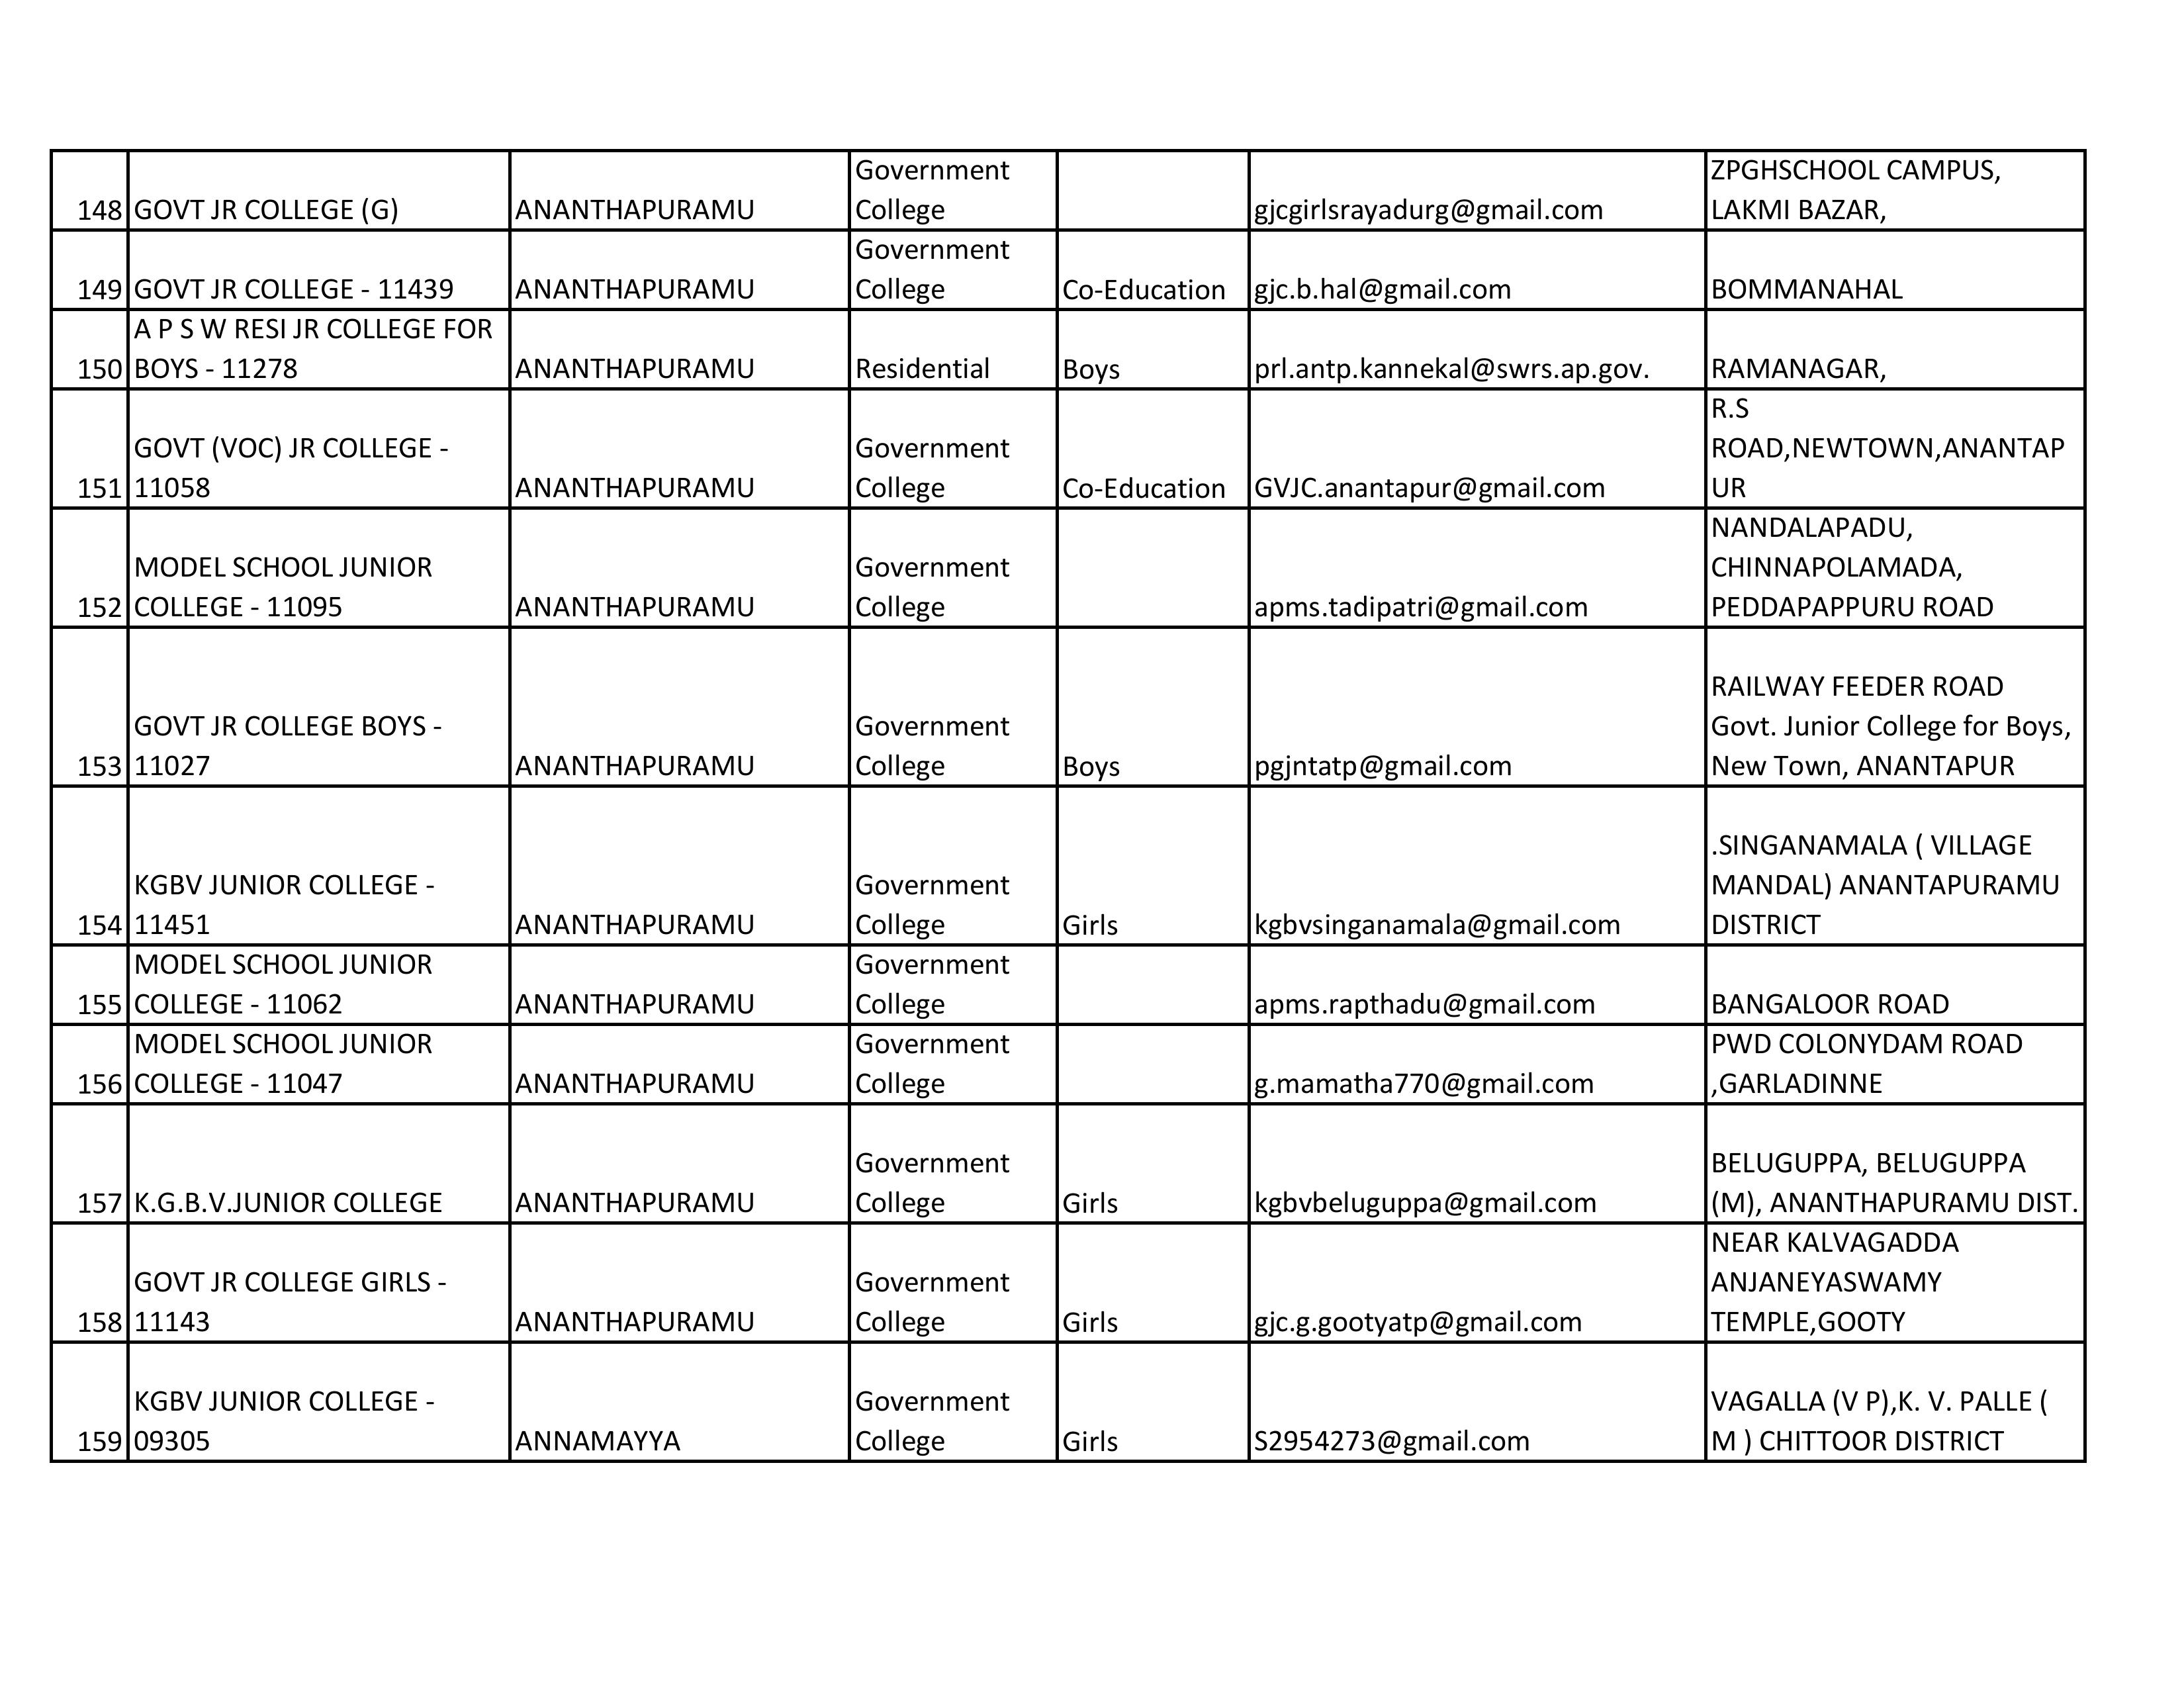 148 GOVT JR COLLEGE (G) ANANTHAPURAMU Government College gjcgirlsrayadurg@gmail.com ZPGHSCHOOL CAMPUS, LAKMI BAZAR,
149 GOVT JR COLLEGE - 11439 ANANTHAPURAMU Government College Co-Education gjc.b.hal@gmail.com BOMMANAHAL
150 A P S W RESI JR COLLEGE FOR BOYS - 11278 ANANTHAPURAMU Residential Boys prl.antp.kannekal@swrs.ap.gov. RAMANAGAR,
151 GOVT (VOC) JR COLLEGE - 11058 ANANTHAPURAMU Government College Co-Education GVJC.anantapur@gmail.com R.S ROAD,NEWTOWN,ANANTAPUR
152 MODEL SCHOOL JUNIOR COLLEGE - 11095 ANANTHAPURAMU Government College apms.tadipatri@gmail.com NANDALAPADU, CHINNAPOLAMADA, PEDDAPAPPURU ROAD
153 GOVT JR COLLEGE BOYS - 11027 ANANTHAPURAMU Government College Boys pgjntatp@gmail.com RAILWAY FEEDER ROAD Govt. Junior College for Boys, New Town, ANANTAPUR
154 KGBV JUNIOR COLLEGE - 11451 ANANTHAPURAMU Government College Girls kgbvsinganamala@gmail.com .SINGANAMALA ( VILLAGE MANDAL) ANANTAPURAMU DISTRICT
155 MODEL SCHOOL JUNIOR COLLEGE - 11062 ANANTHAPURAMU Government College apms.rapthadu@gmail.com BANGALOOR ROAD
156 MODEL SCHOOL JUNIOR COLLEGE - 11047 ANANTHAPURAMU Government College g.mamatha770@gmail.com PWD COLONYDAM ROAD ,GARLADINNE
157 K.G.B.V.JUNIOR COLLEGE ANANTHAPURAMU Government College Girls kgbvbeluguppa@gmail.com BELUGUPPA, BELUGUPPA (M), ANANTHAPURAMU DIST.
158 GOVT JR COLLEGE GIRLS - 11143 ANANTHAPURAMU Government College Girls gjc.g.gootyatp@gmail.com NEAR KALVAGADDA ANJANEYASWAMY TEMPLE,GOOTY
159 KGBV JUNIOR COLLEGE - 09305 ANNAMAYYA Government College Girls S2954273@gmail.com VAGALLA (V P),K. V. PALLE ( M ) CHITTOOR DISTRICT